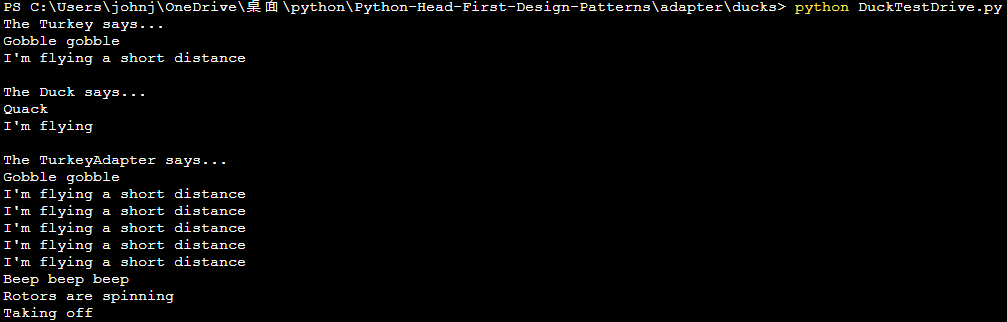 PS C:\Users\johnj\OneDrive\桌面\python\Python-Head-First-Design-Patterns\adapter\ducks> python DuckTestDrive.py
The Turkey says...
Gobble gobble
I'm flying a short distance
The Duck says...
Quack
I'm flying
The TurkeyAdapter says...
Gobble gobble
I'm flying a short distance
I'm flying a short distance
I'm flying a short distance
I'm flying a short distance
I'm flying a short distance
Beep beep beep
Rotors are spinning
Taking off